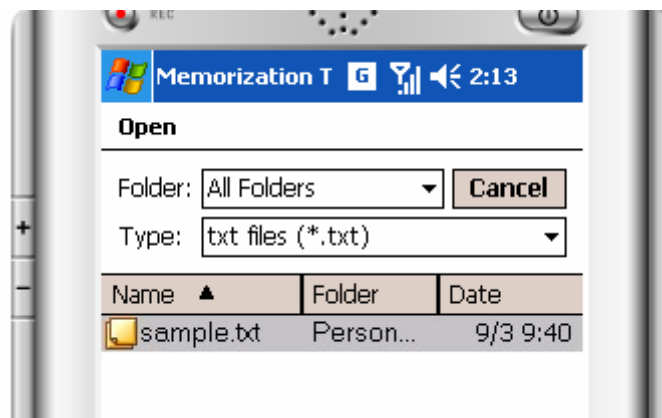 REC
Memorization T G 2:13
Open
Folder: All Folders Cancel
Type: txt files (*.txt)
Name Folder Date
sample.txt Person... 9/3 9:40
+
-